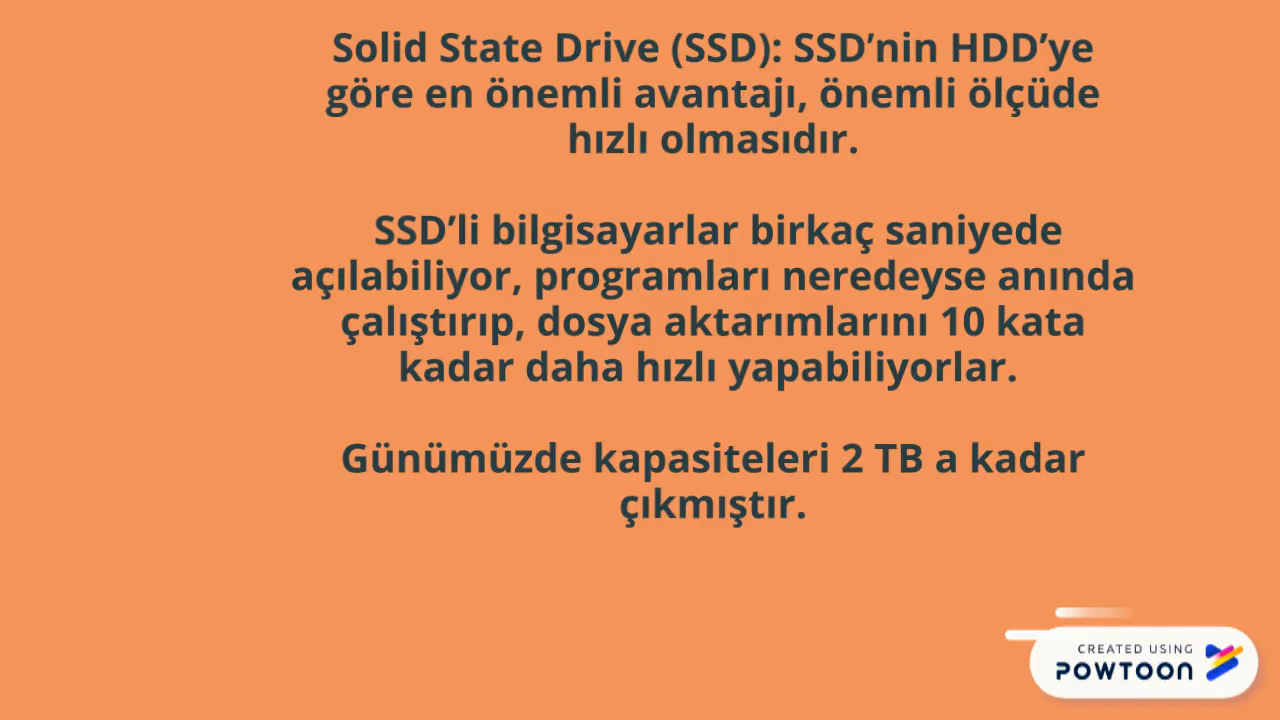 Solid State Drive (SSD): SSD’nin HDD’ye
göre en önemli avantajı, önemli ölçüde
hızlı olmasıdır.
SSD’li bilgisayarlar birkaç saniyede
açılabiliyor, programları neredeyse anında
çalıştırıp, dosya aktarımlarını 10 kata
kadar daha hızlı yapabiliyorlar.
Günümüzde kapasiteleri 2 TB a kadar
çıkmıştır.
CREATED USING
POWTOON